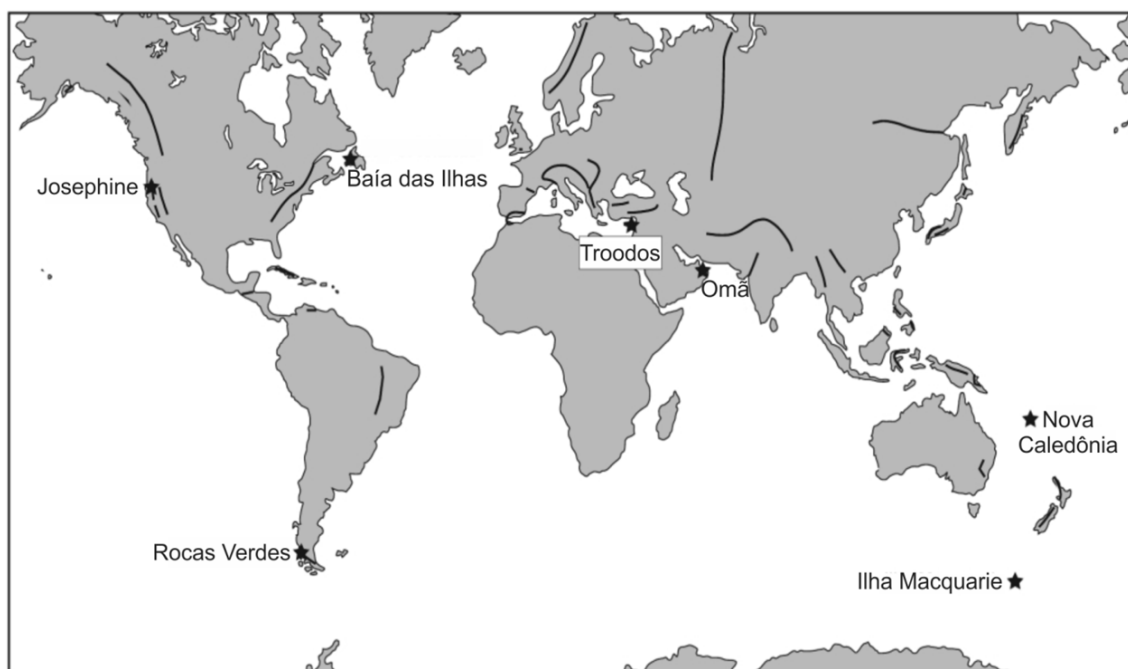 Baía das Ilhas
Josephine
Troodos
Omã
Nova
Caledônia
Rocas Verdes
Ilha Macquarie